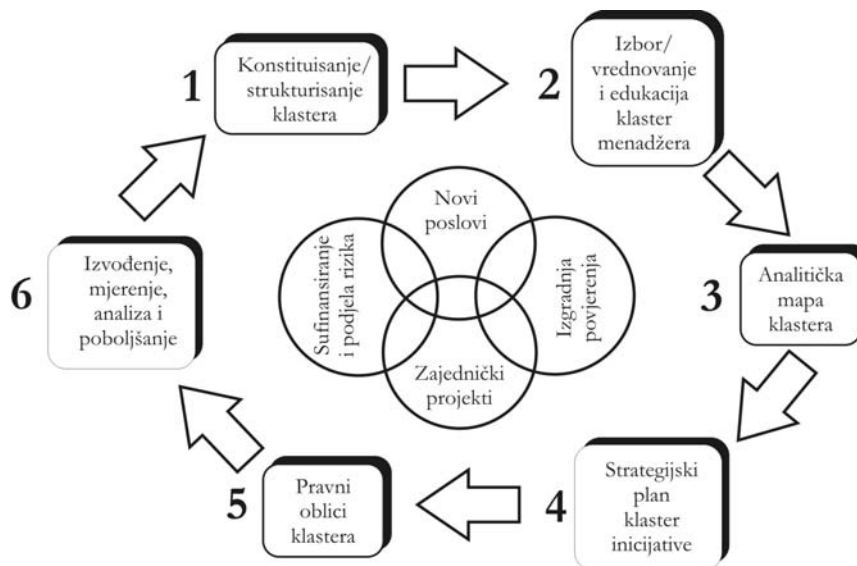 1
Konstituisanje/
strukturisanje
klastera
2
Izbor/
vrednovanje
i edukacija
klaster
menadžera
3
Analitička
mapa
klastera
4
Strategijski
plan
klaster
inicijative
5
Pravni
oblici
klastera
6
Izvođenje,
mjerenje,
analiza i
poboljšanje
Novi
poslovi
Sufinansiranje
i podjela rizika
Izgradnja
povjerenja
Zajednički
projekti